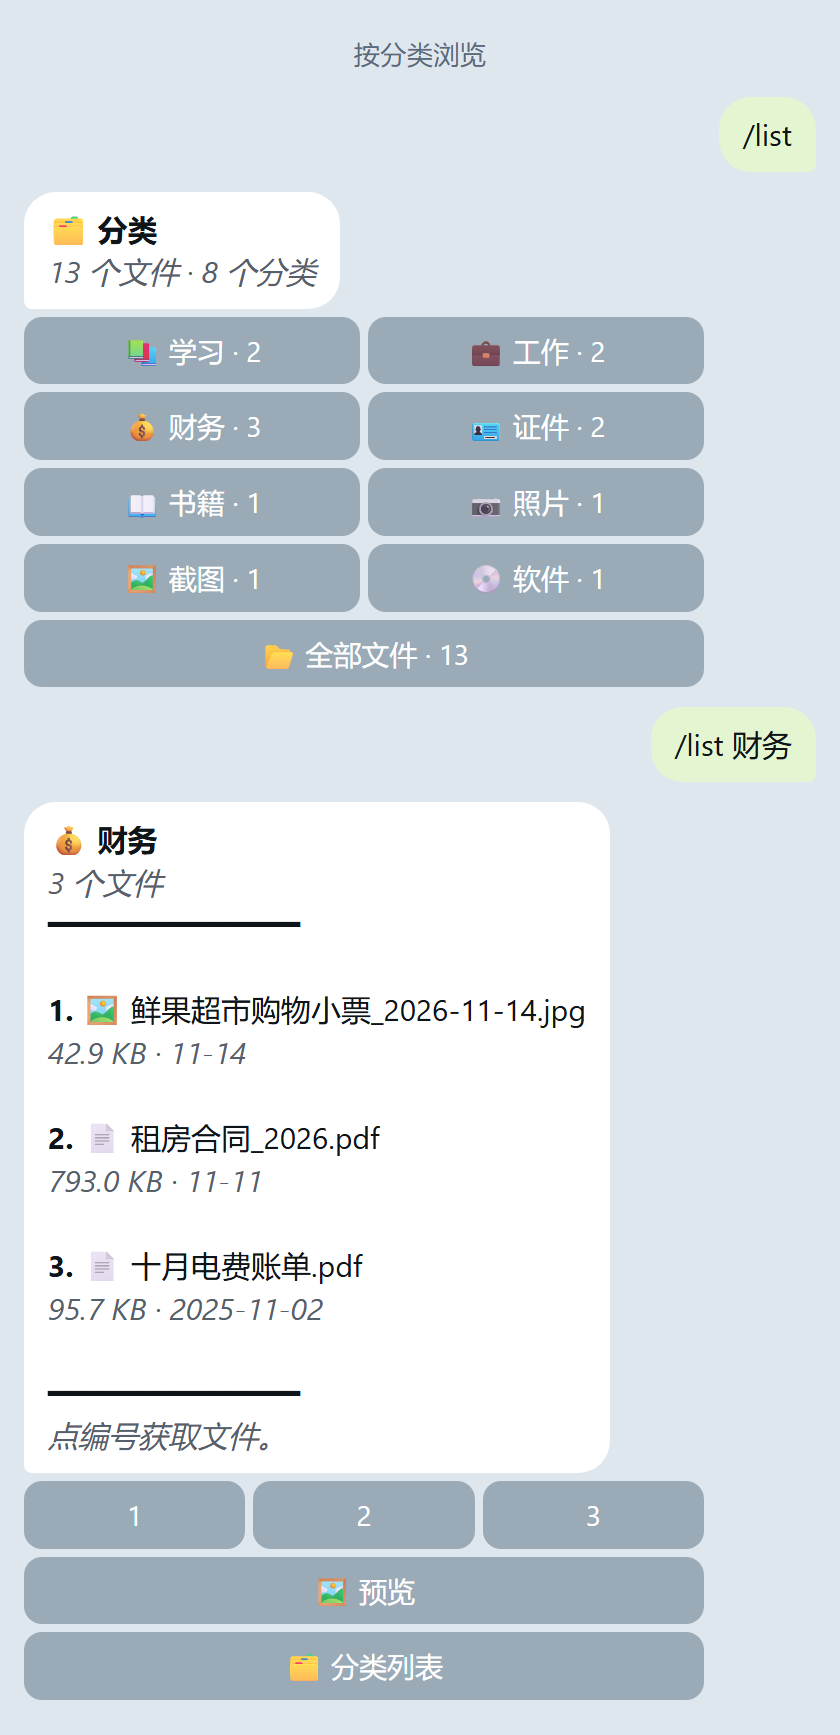 按分类浏览
/list
🗂️ 分类
13 个文件 · 8 个分类
📗 学习 · 2
💼 工作 · 2
💰 财务 · 3
🪪 证件 · 2
📖 书籍 · 1
📷 照片 · 1
🖼️ 截图 · 1
💿 软件 · 1
📂 全部文件 · 13
/list 财务
💰 财务
3 个文件
1. 🖼️ 鲜果超市购物小票_2026-11-14.jpg
42.9 KB · 11-14
2. 📄 租房合同_2026.pdf
793.0 KB · 11-11
3. 📄 十月电费账单.pdf
95.7 KB · 2025-11-02
点编号获取文件。
1
2
3
🖼️ 预览
🗂️ 分类列表